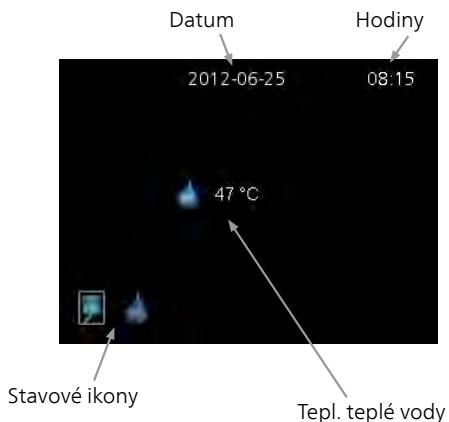 Datum
Hodiny
2012-06-25
08:15
47 °C
Stavové ikony
Tepl. teplé vody